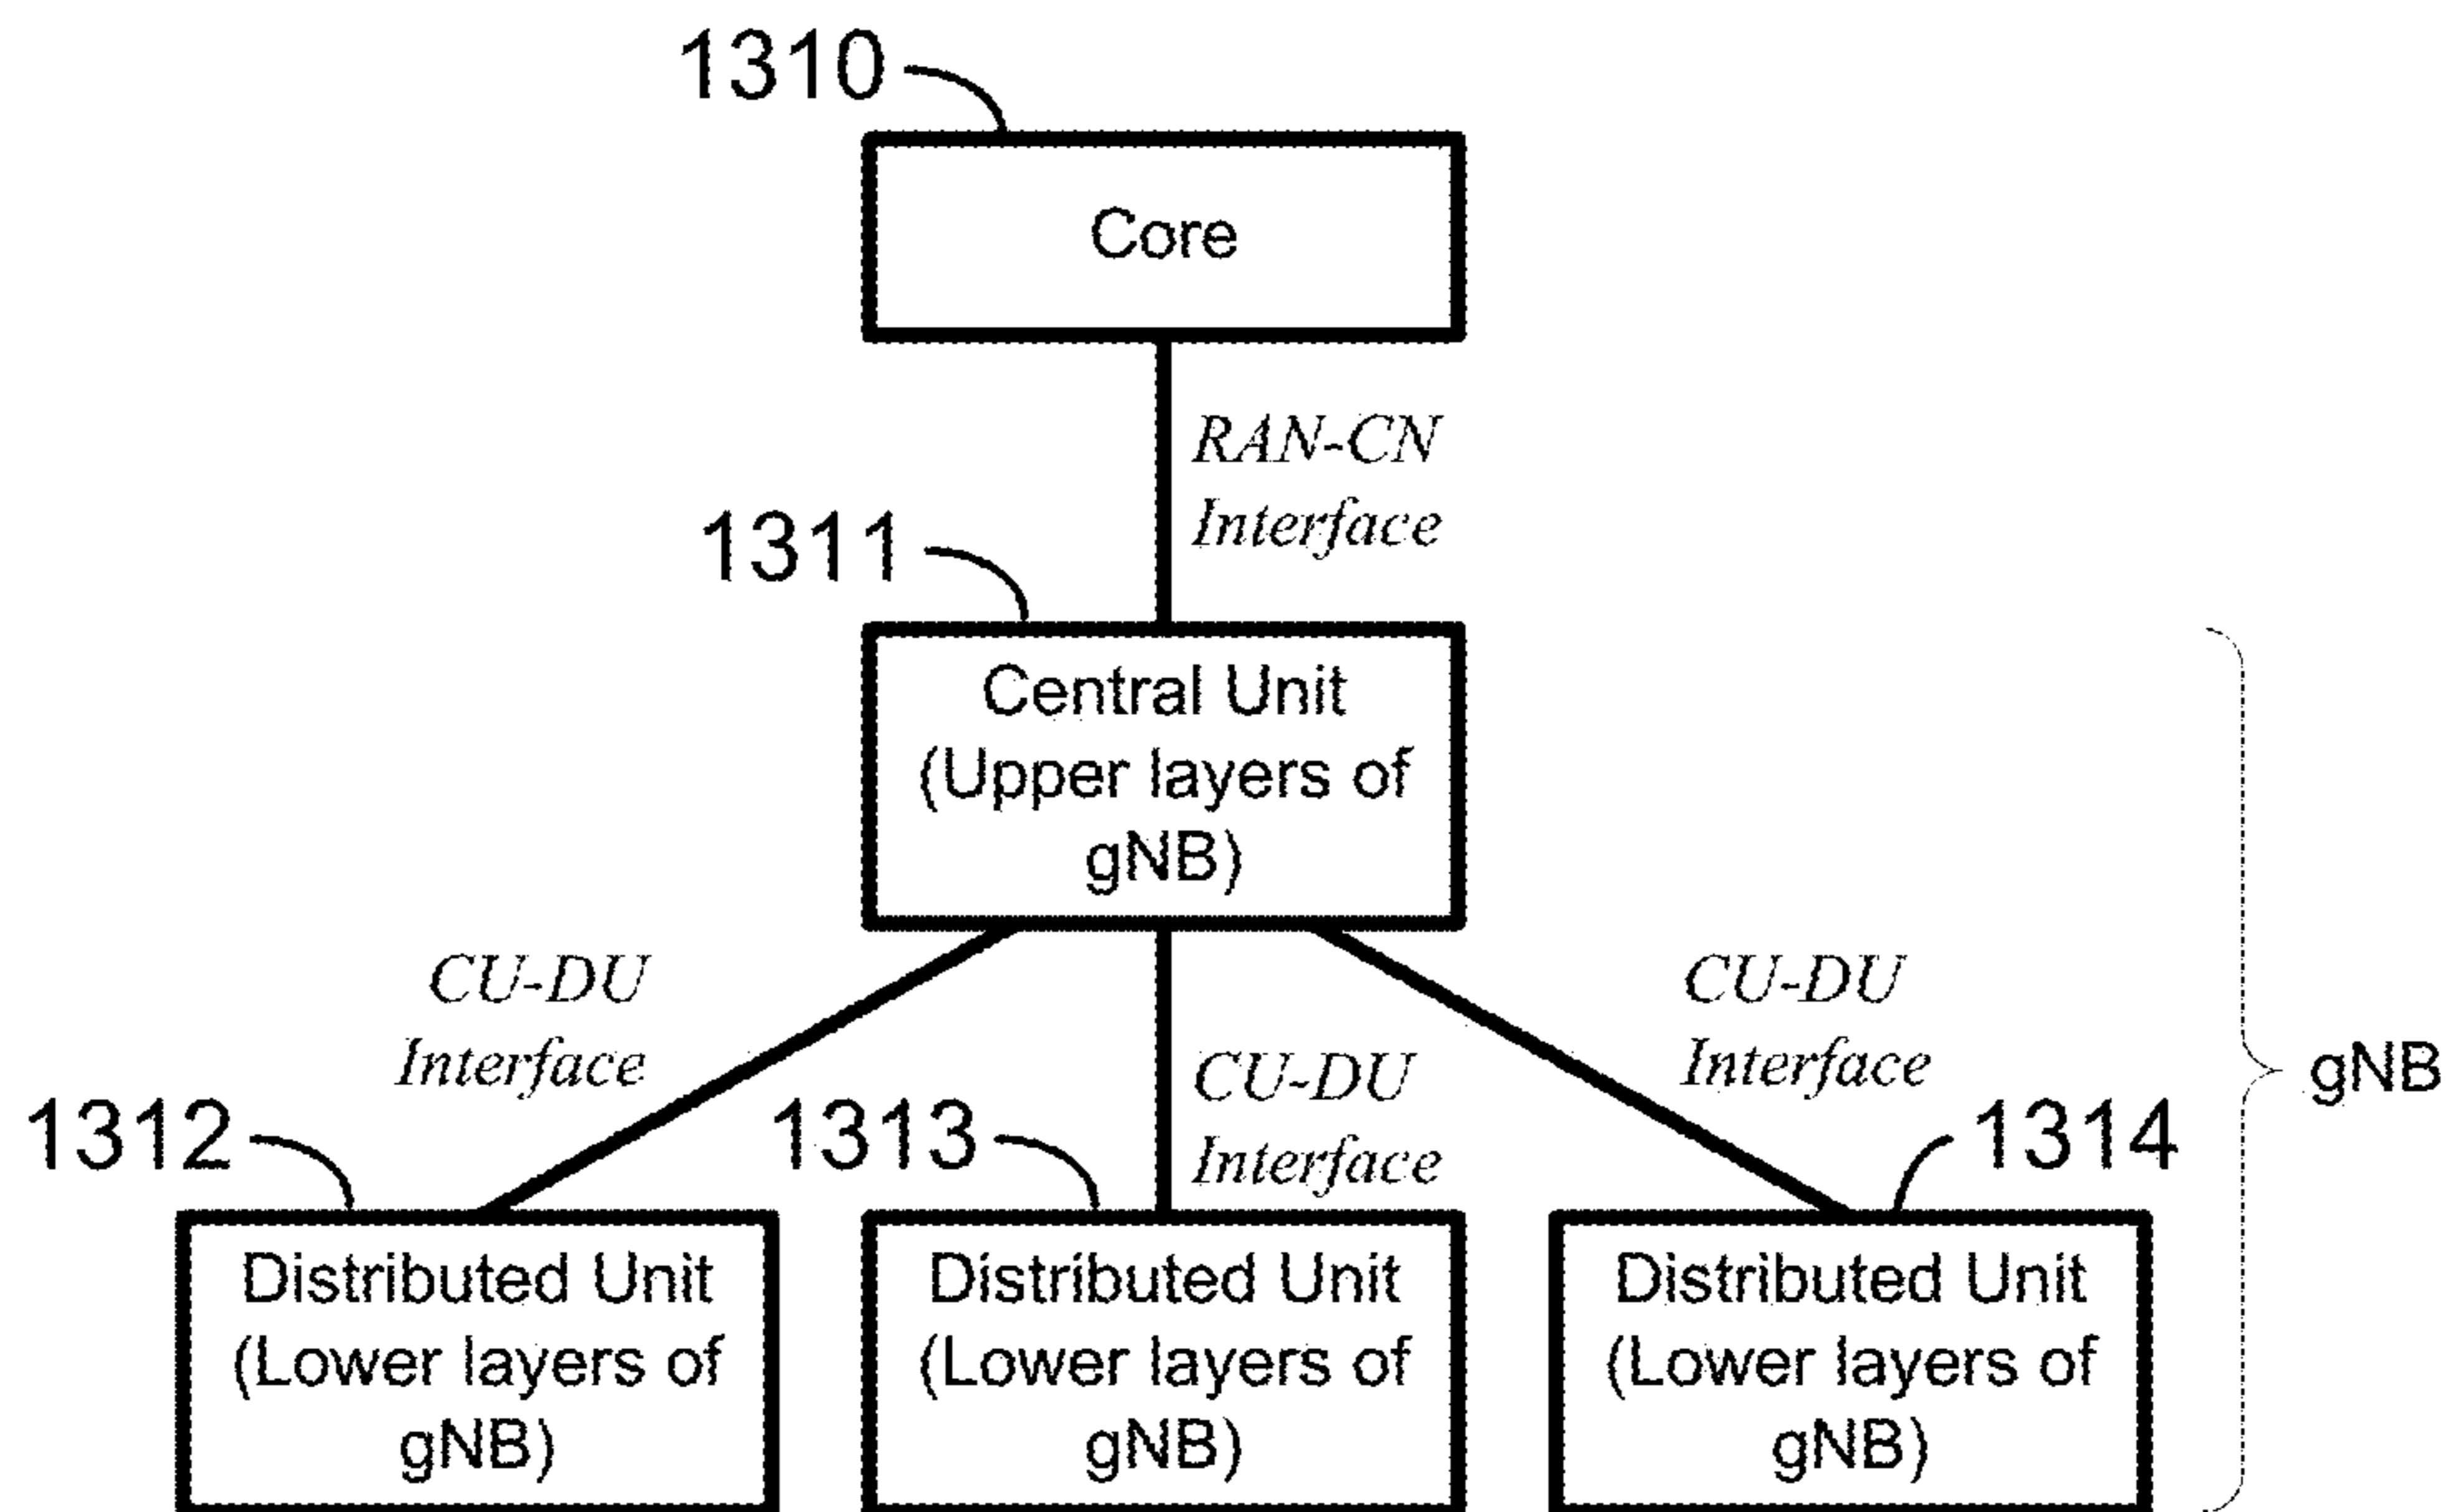 1310
Core
RAN-CN
Interface
1311
Central Unit
(Upper layers of
gNB)
CU-DU
Interface
CU-DU
Interface
CU-DU
Interface
gNB
1312
1313
1314
Distributed Unit
(Lower layers of
gNB)
Distributed Unit
(Lower layers of
gNB)
Distributed Unit
(Lower layers of
gNB)